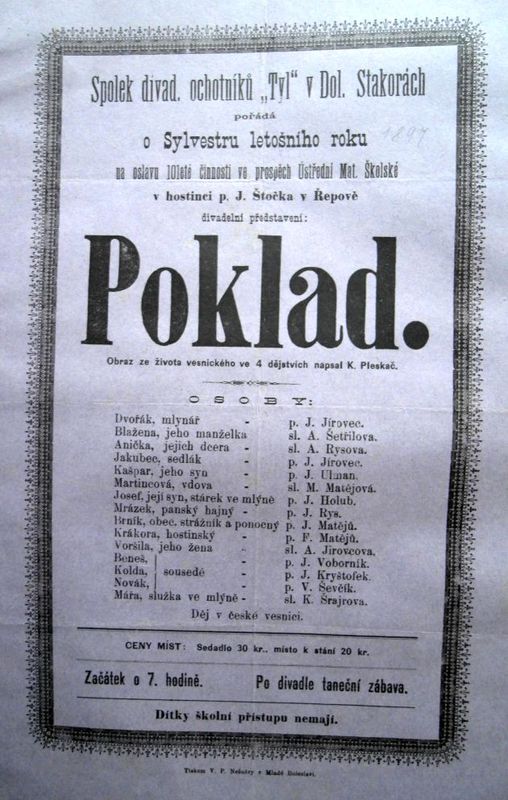 Spolek divad. ochotníků „Tyl" v Dol. Stakorách
pořádá
o Sylvestru letošního roku
1897
na oslavu 10leté činnosti ve prospěch Ústřední Mat. Školské
v hostinci p. J. Štočka v Řepově
divadelní představení:
Poklad.
Obraz ze života vesnického ve 4 dějstvích napsal K. Pleskač.
OSOBY:
Dvořák, mlynář - p. J. Jirovec.
Blažena, jeho manželka sl. A. Šetřilova.
Anička, jejich dcera - sl. A. Rysova.
Jakubec, sedlák - p. J. Jirovec.
Kašpar, jeho syn - p. J. Ulman.
Martincová, vdova - sl. M. Matějová.
Josef, její syn, stárek ve mlýně p. J. Holub.
Mrázek, panský hajný - p. J. Rys.
Brník, obec. strážník a ponocný p. J. Matějů.
Krákora, hostinský - p. F. Matějů.
Voršila, jeho žena - sl. A. Jirovcova.
Beneš, p. J. Voborník.
Kolda, sousedé - p. J. Kryštofek.
Novák, - p. V. Ševčík.
Mářa, služka ve mlýně - sl. K. Šrajrova.
Děj v české vesnici.
CENY MÍST: Sedadlo 30 kr., místo k stání 20 kr.
Začátek o 7. hodině. Po divadle taneční zábava.
Dítky školní přístupu nemají.
Tiskem V. P. Nešněry v Mladé Boleslavi.